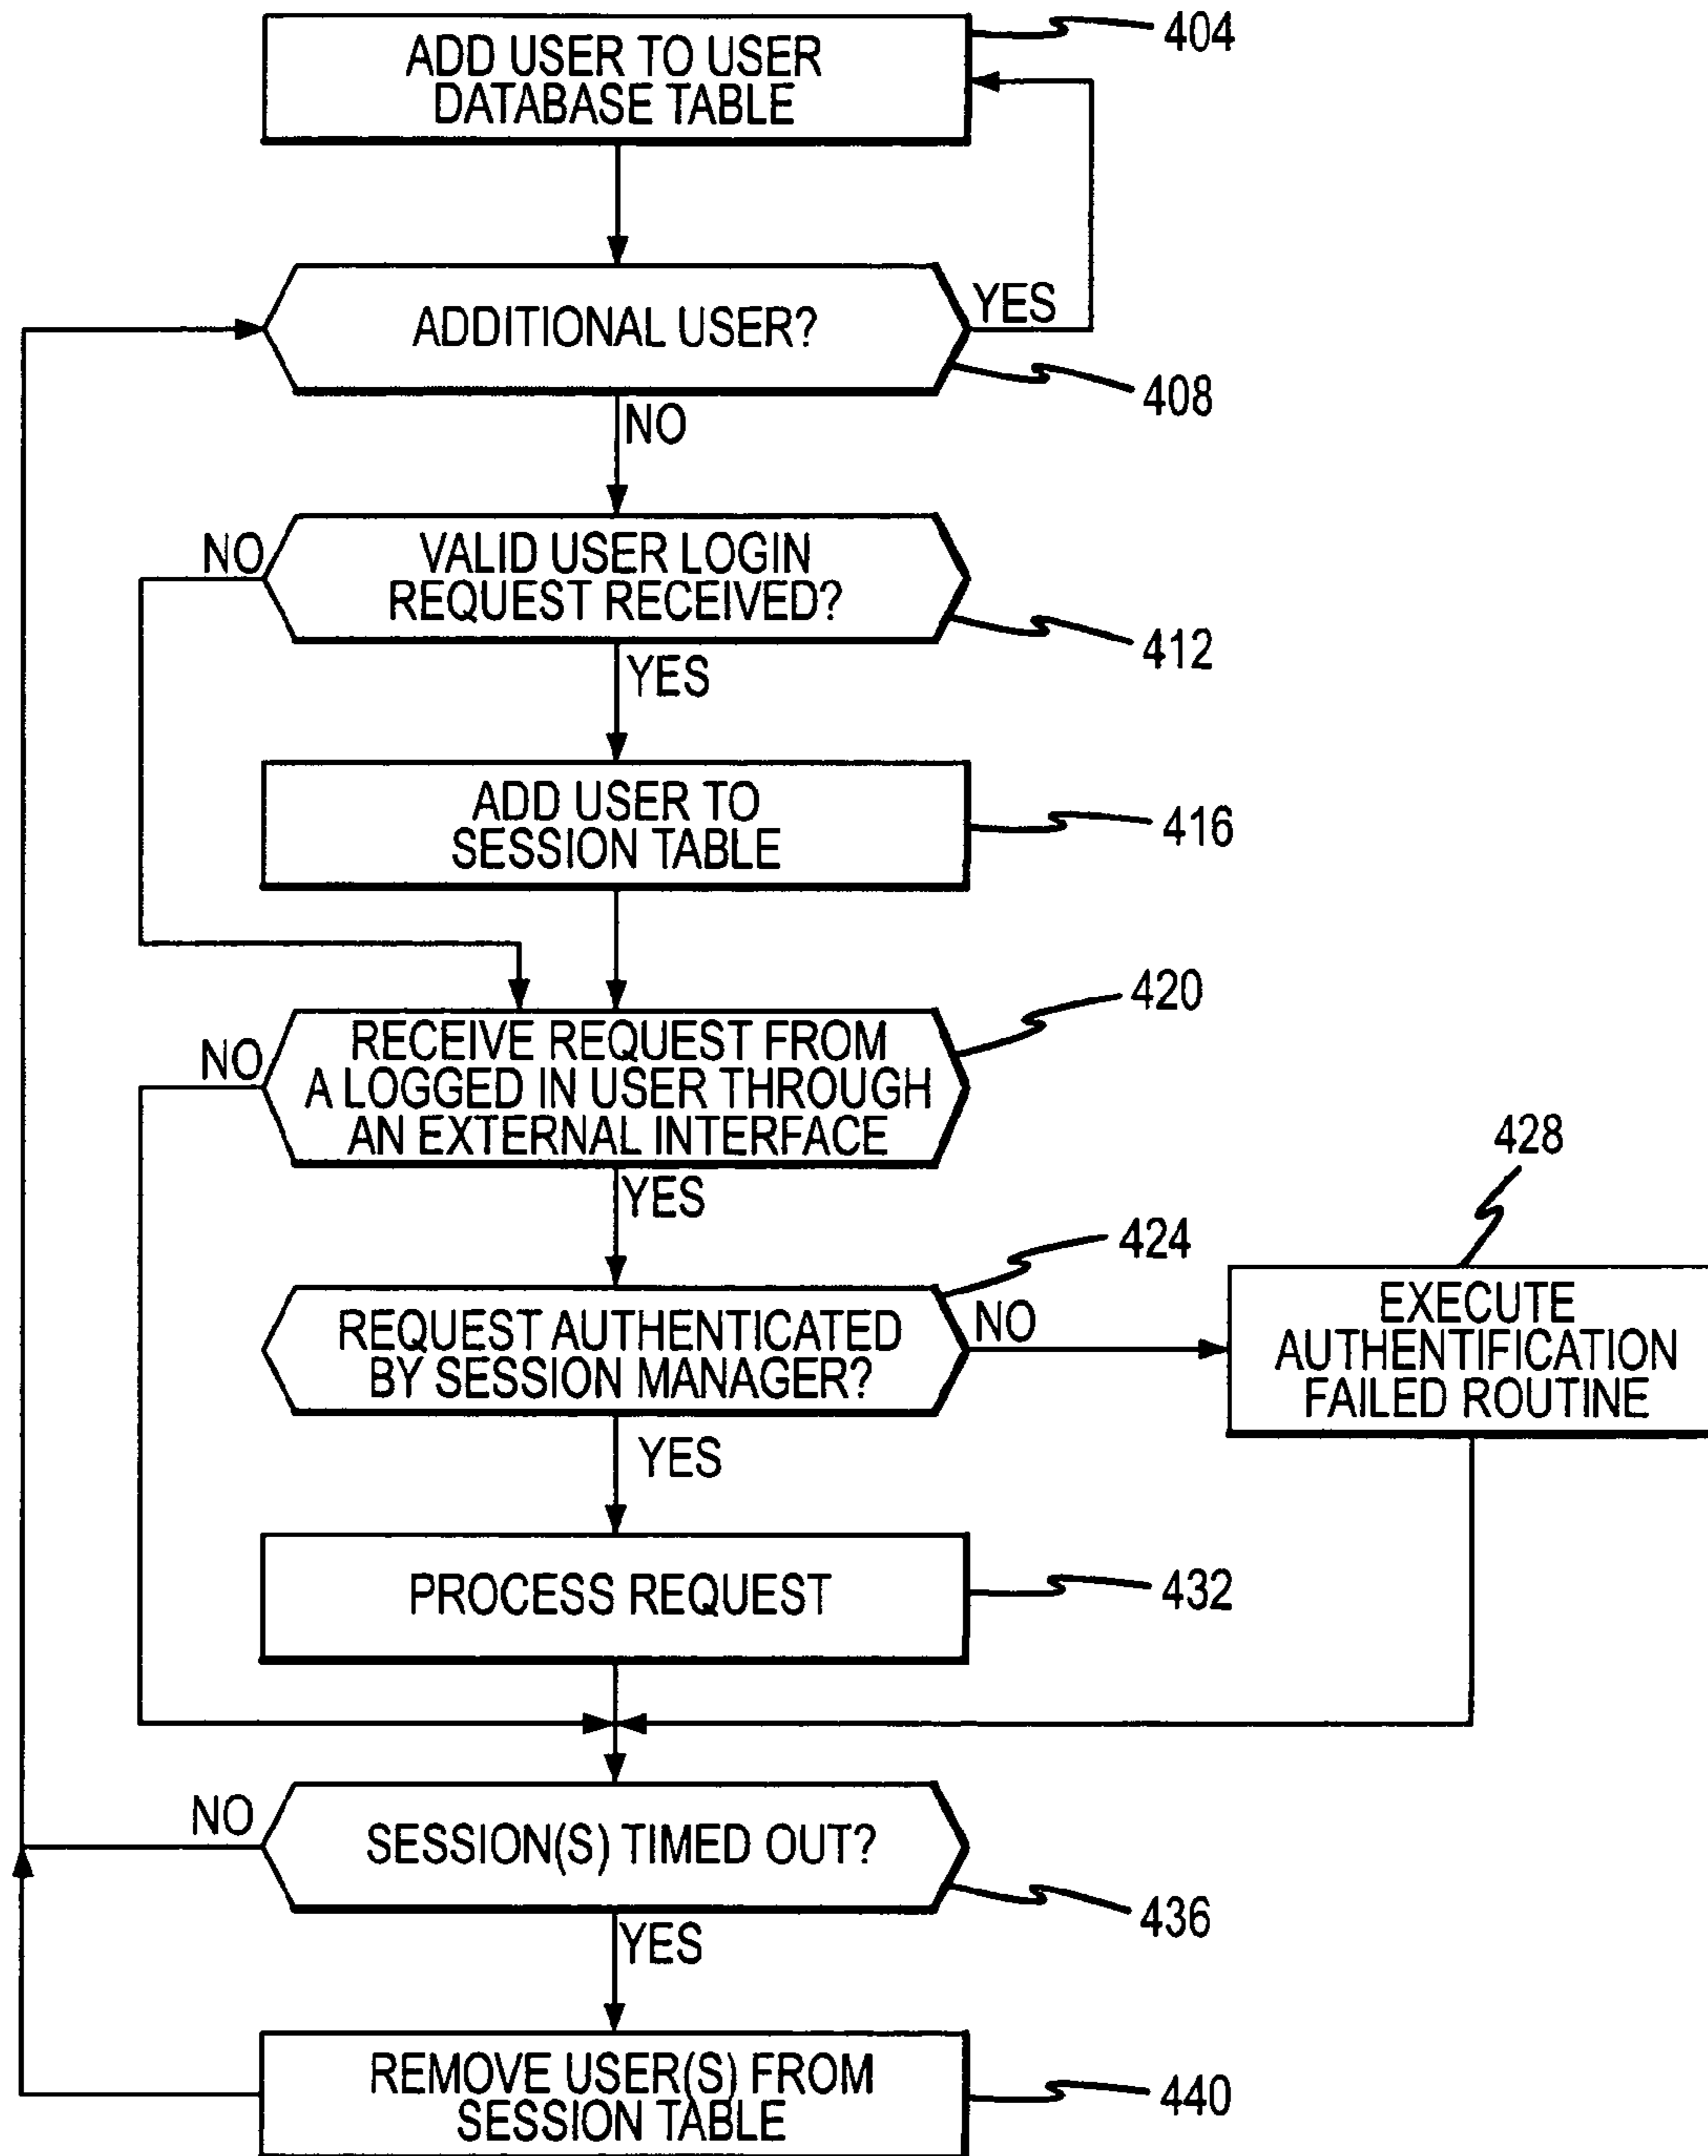 ADD USER TO USER
DATABASE TABLE
404
ADDITIONAL USER?
YES
408
NO
NO
VALID USER LOGIN
REQUEST RECEIVED?
412
YES
ADD USER TO
SESSION TABLE
416
420
NO
RECEIVE REQUEST FROM
A LOGGED IN USER THROUGH
AN EXTERNAL INTERFACE
YES
424
REQUEST AUTHENTICATED
BY SESSION MANAGER?
NO
428
EXECUTE
AUTHENTIFICATION
FAILED ROUTINE
YES
PROCESS REQUEST
432
NO
SESSION(S) TIMED OUT?
436
YES
REMOVE USER(S) FROM
SESSION TABLE
440